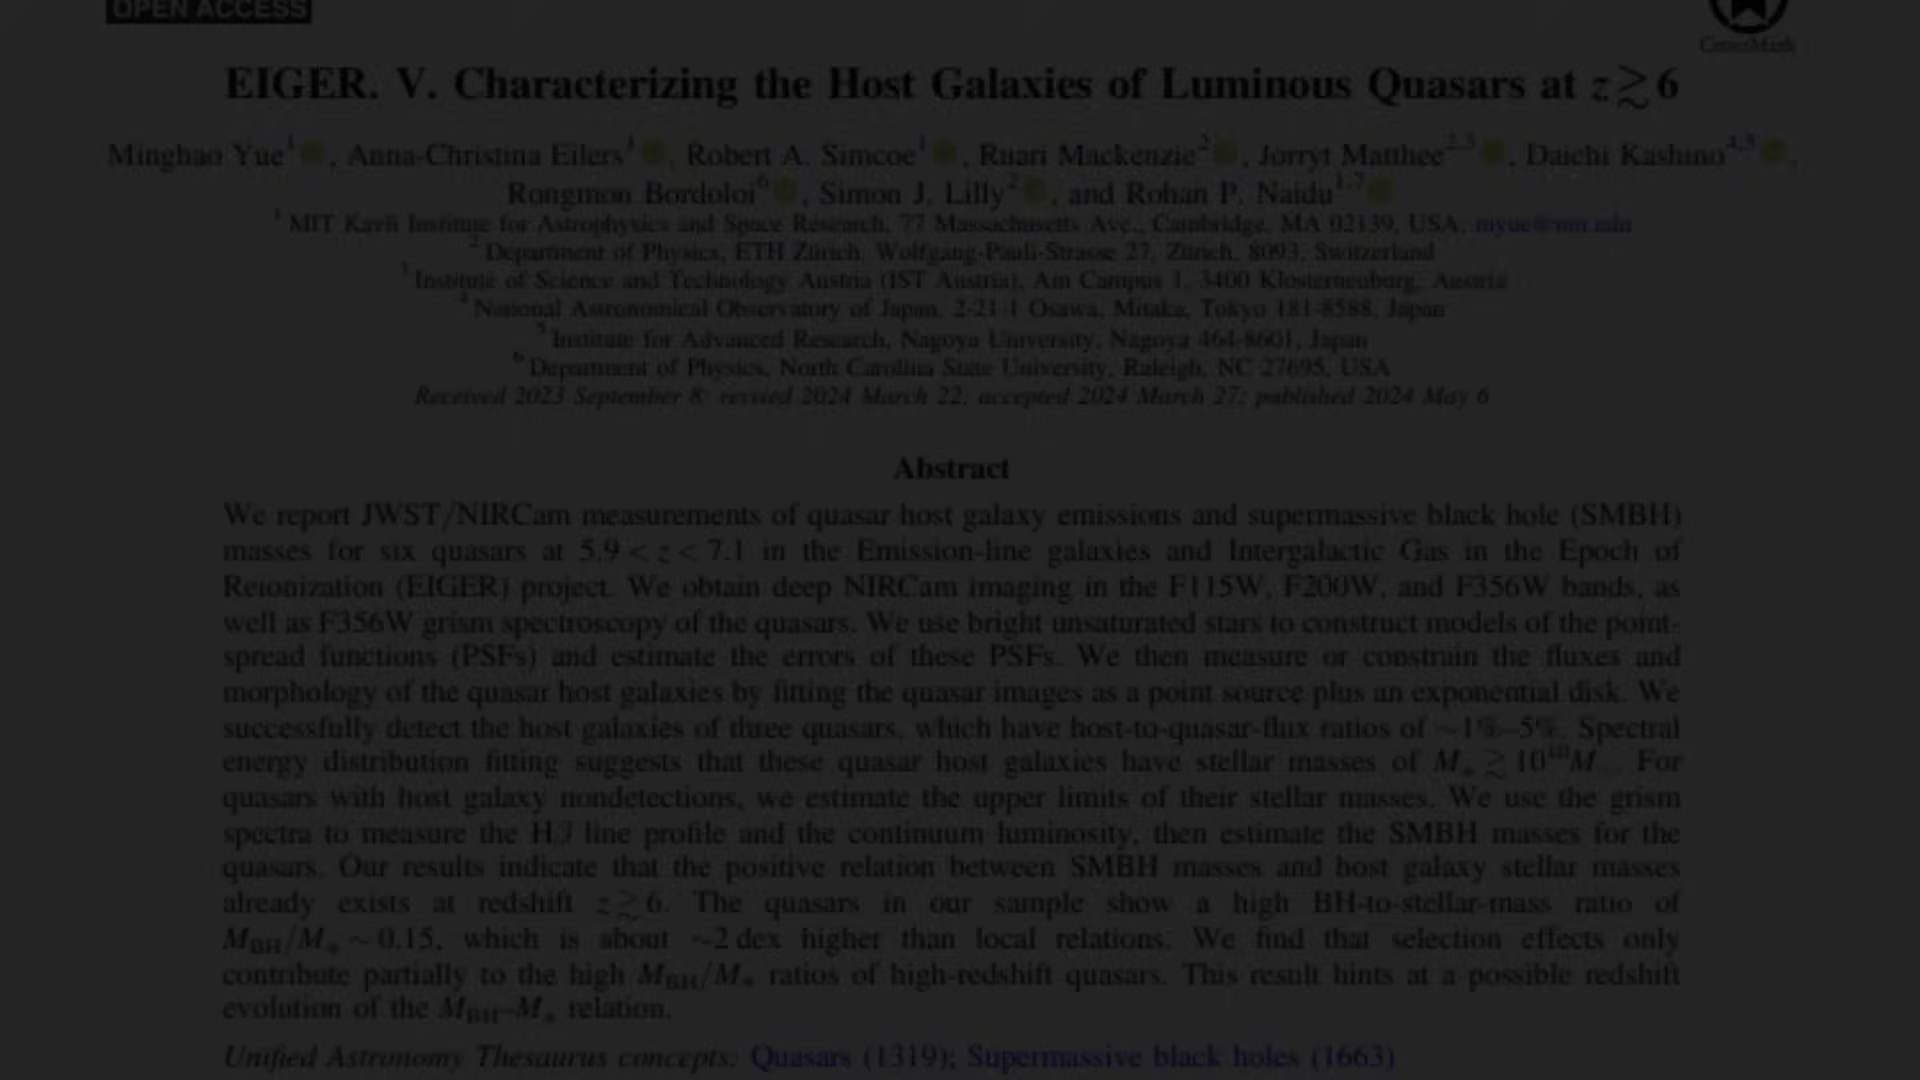 OPEN ACCESS
CrossMark
EIGER. V. Characterizing the Host Galaxies of Luminous Quasars at z ≳ 6
Minghao Yue¹, Anna-Christina Eilers¹, Robert A. Simcoe¹, Ruari Mackenzie², Jorryt Matthee²,³, Daichi Kashino⁴,⁵,
Rongmon Bordoloi⁶, Simon J. Lilly², and Rohan P. Naidu¹,⁷
¹ MIT Kavli Institute for Astrophysics and Space Research, 77 Massachusetts Ave., Cambridge, MA 02139, USA; myue@mit.edu
² Department of Physics, ETH Zürich, Wolfgang-Pauli-Strasse 27, Zürich, 8093, Switzerland
³ Institute of Science and Technology Austria (IST Austria), Am Campus 1, 3400 Klosterneuburg, Austria
⁴ National Astronomical Observatory of Japan, 2-21-1 Osawa, Mitaka, Tokyo 181-8588, Japan
⁵ Institute for Advanced Research, Nagoya University, Nagoya 464-8601, Japan
⁶ Department of Physics, North Carolina State University, Raleigh, NC 27695, USA
Received 2023 September 8; revised 2024 March 22; accepted 2024 March 27; published 2024 May 6
Abstract
We report JWST/NIRCam measurements of quasar host galaxy emissions and supermassive black hole (SMBH)
masses for six quasars at 5.9 < z < 7.1 in the Emission-line galaxies and Intergalactic Gas in the Epoch of
Reionization (EIGER) project. We obtain deep NIRCam imaging in the F115W, F200W, and F356W bands, as
well as F356W grism spectroscopy of the quasars. We use bright unsaturated stars to construct models of the point-
spread functions (PSFs) and estimate the errors of these PSFs. We then measure or constrain the fluxes and
morphology of the quasar host galaxies by fitting the quasar images as a point source plus an exponential disk. We
successfully detect the host galaxies of three quasars, which have host-to-quasar-flux ratios of ~1%–5%. Spectral
energy distribution fitting suggests that these quasar host galaxies have stellar masses of M* ≳ 10¹⁰M☉. For
quasars with host galaxy nondetections, we estimate the upper limits of their stellar masses. We use the grism
spectra to measure the Hβ line profile and the continuum luminosity, then estimate the SMBH masses for the
quasars. Our results indicate that the positive relation between SMBH masses and host galaxy stellar masses
already exists at redshift z ≳ 6. The quasars in our sample show a high BH-to-stellar-mass ratio of
M_BH/M* ~ 0.15, which is about ~2 dex higher than local relations. We find that selection effects only
contribute partially to the high M_BH/M* ratios of high-redshift quasars. This result hints at a possible redshift
evolution of the M_BH–M* relation.
Unified Astronomy Thesaurus concepts: Quasars (1319); Supermassive black holes (1663)